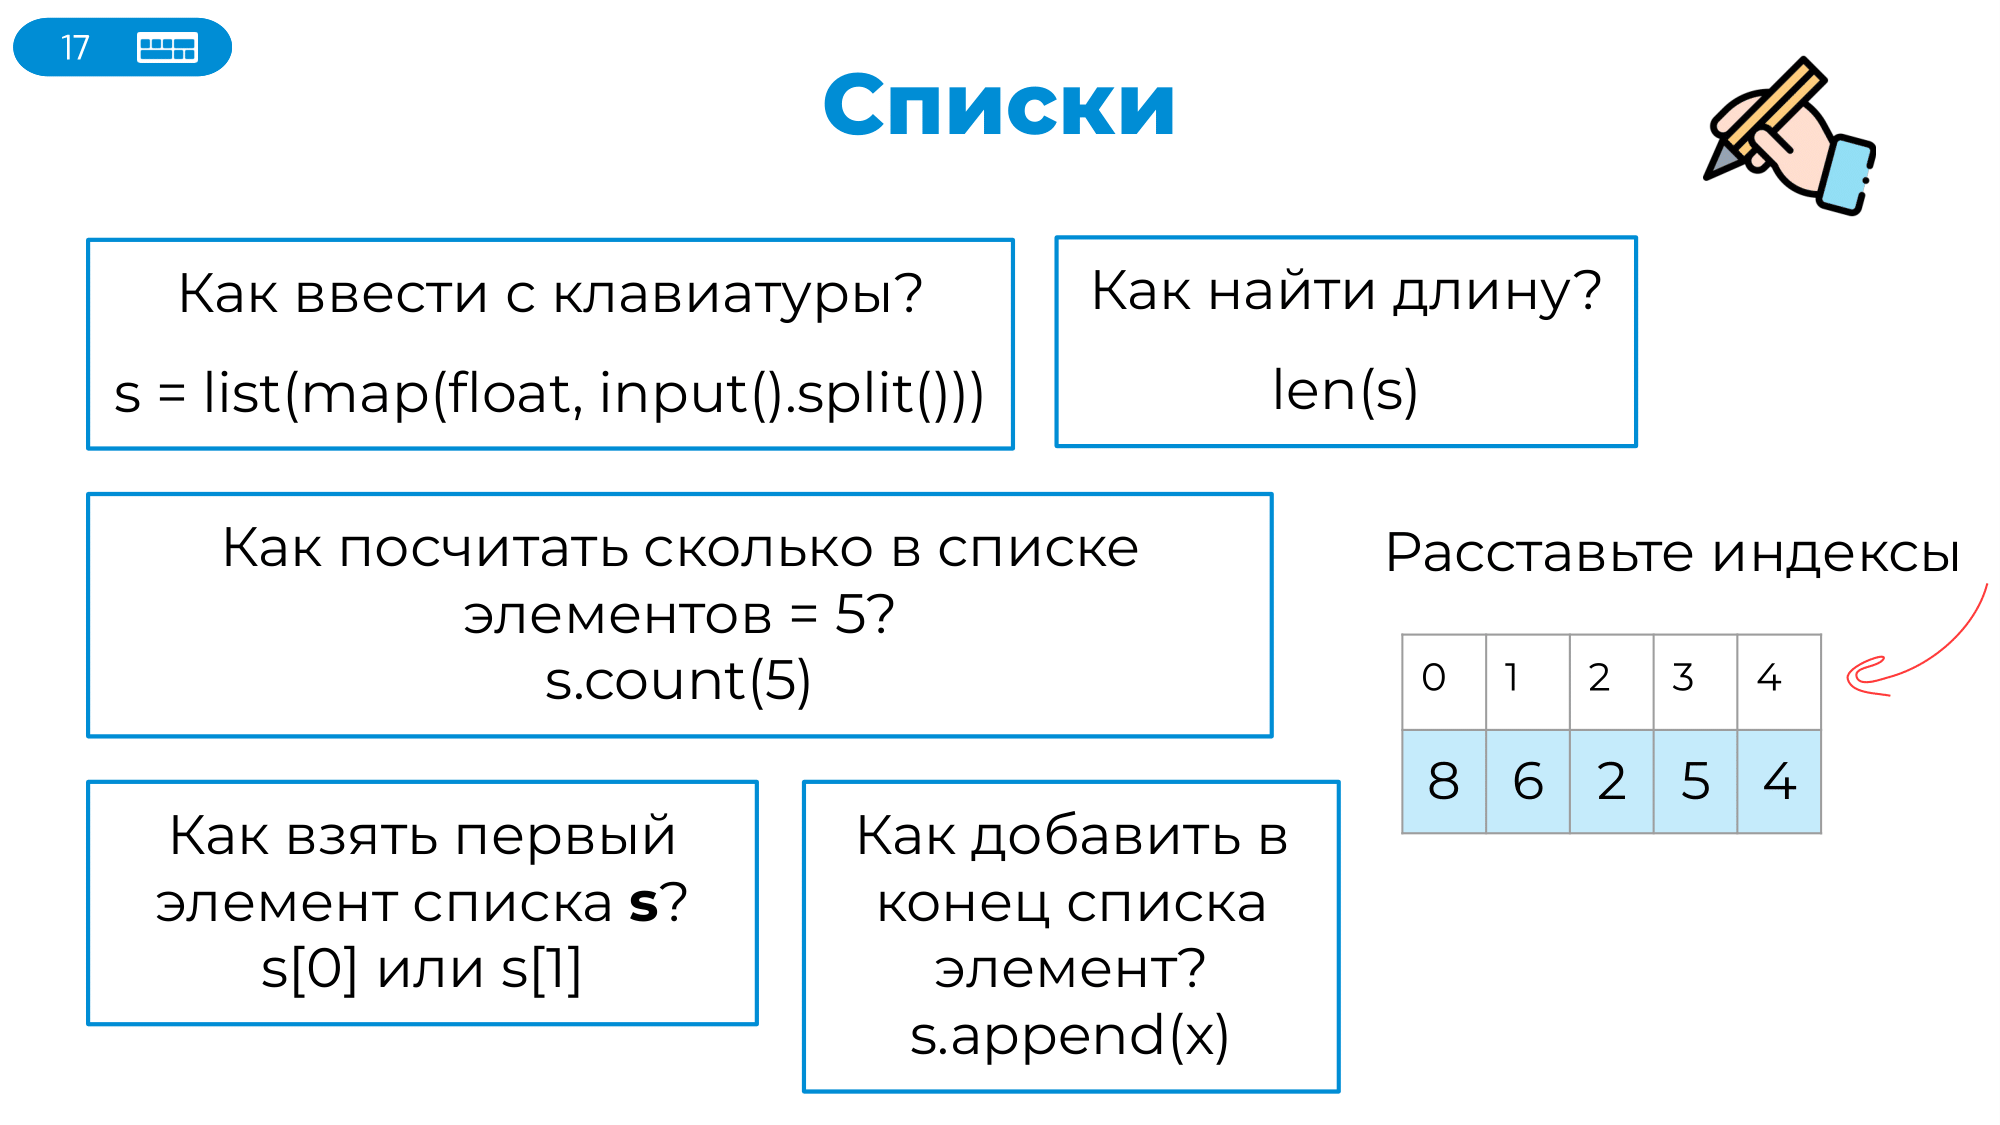 17
Списки
Как ввести с клавиатуры?
s = list(map(float, input().split()))
Как найти длину?
len(s)
Как посчитать сколько в списке
элементов = 5?
s.count(5)
Расставьте индексы
0 1 2 3 4
8 6 2 5 4
Как взять первый
элемент списка s?
s[0] или s[1]
Как добавить в
конец списка
элемент?
s.append(x)